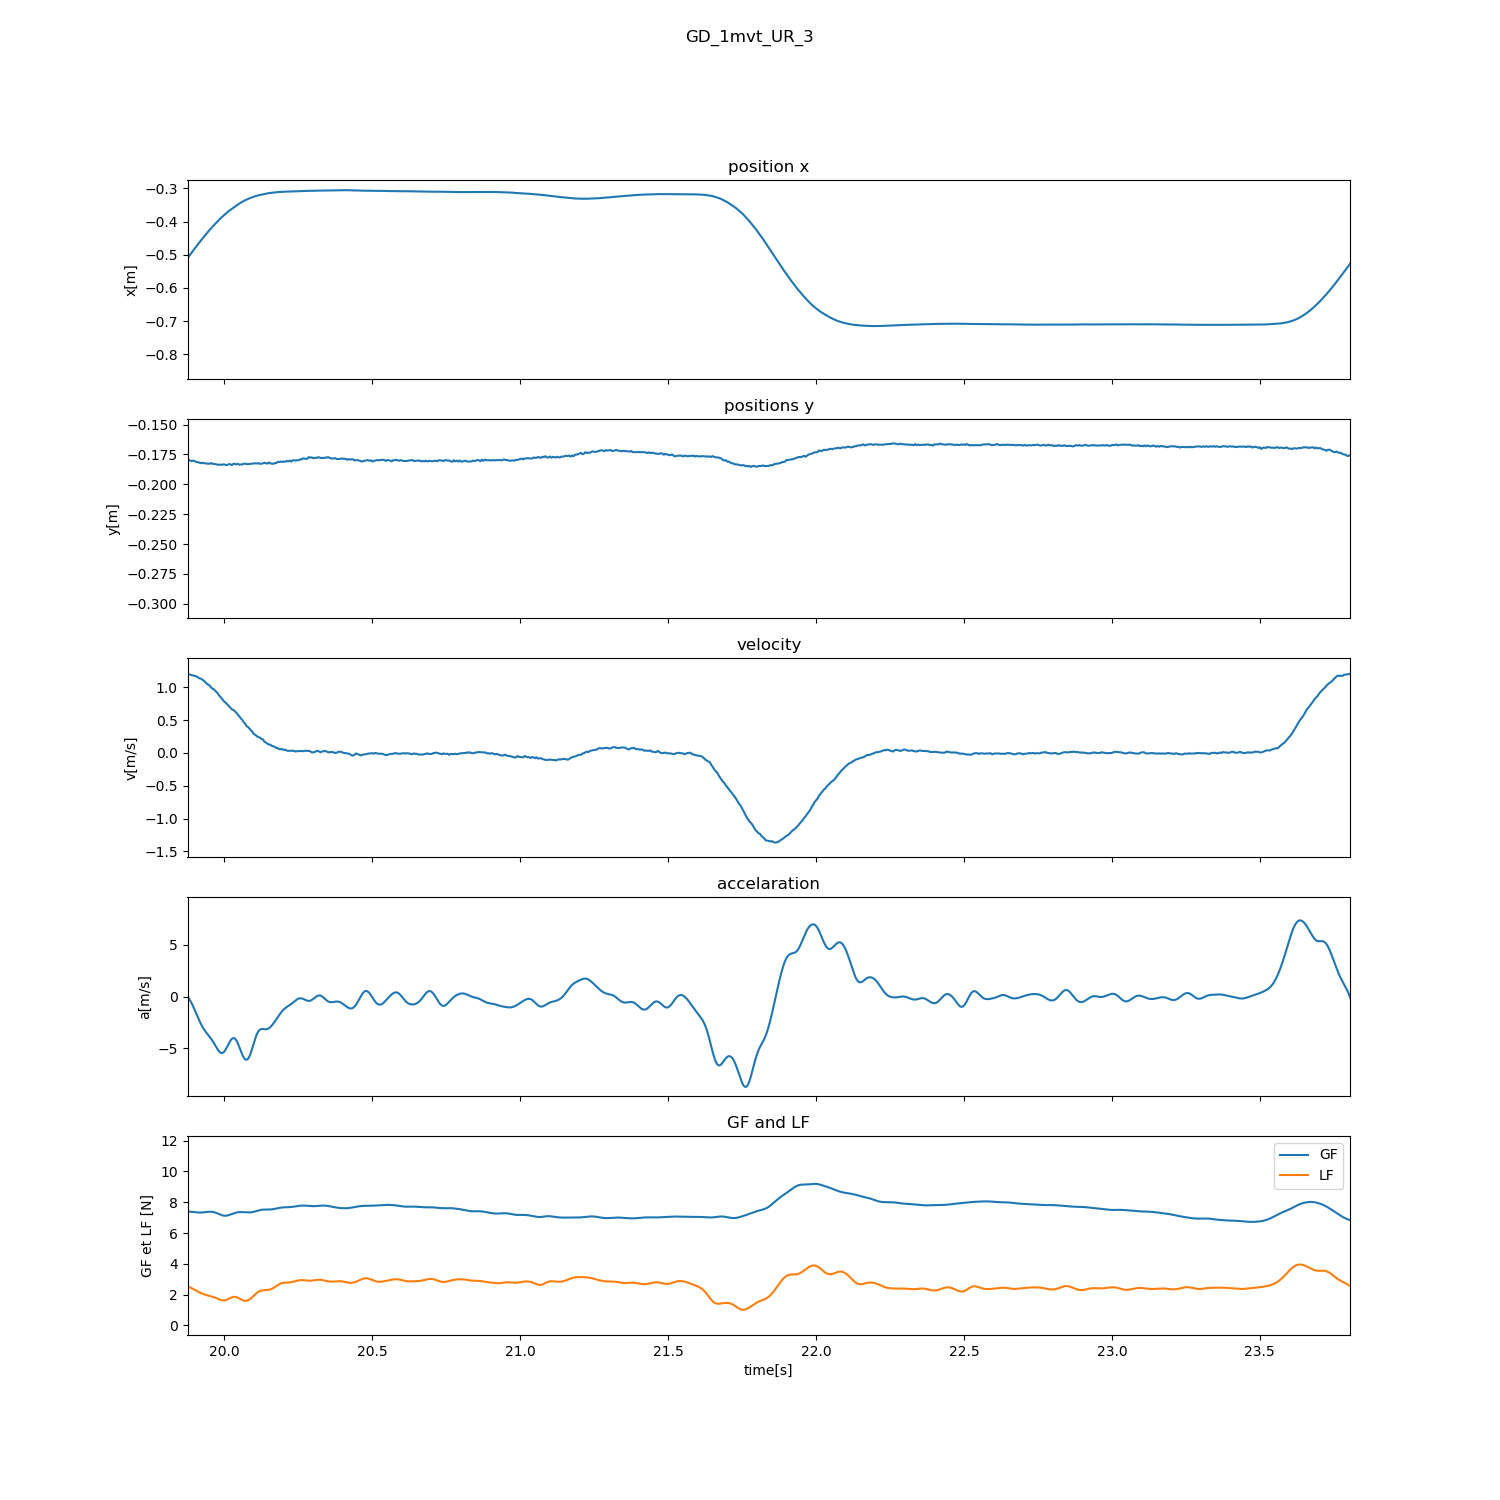 GD_1mvt_UR_3
position x
−0.3
−0.4
−0.5
−0.6
−0.7
−0.8
x[m]
positions y
−0.150
−0.175
−0.200
−0.225
−0.250
−0.275
−0.300
y[m]
velocity
1.0
0.5
0.0
−0.5
−1.0
−1.5
v[m/s]
accelaration
5
0
−5
a[m/s]
GF and LF
12
10
8
6
4
2
0
GF et LF [N]
GF
LF
20.0 20.5 21.0 21.5 22.0 22.5 23.0 23.5
time[s]